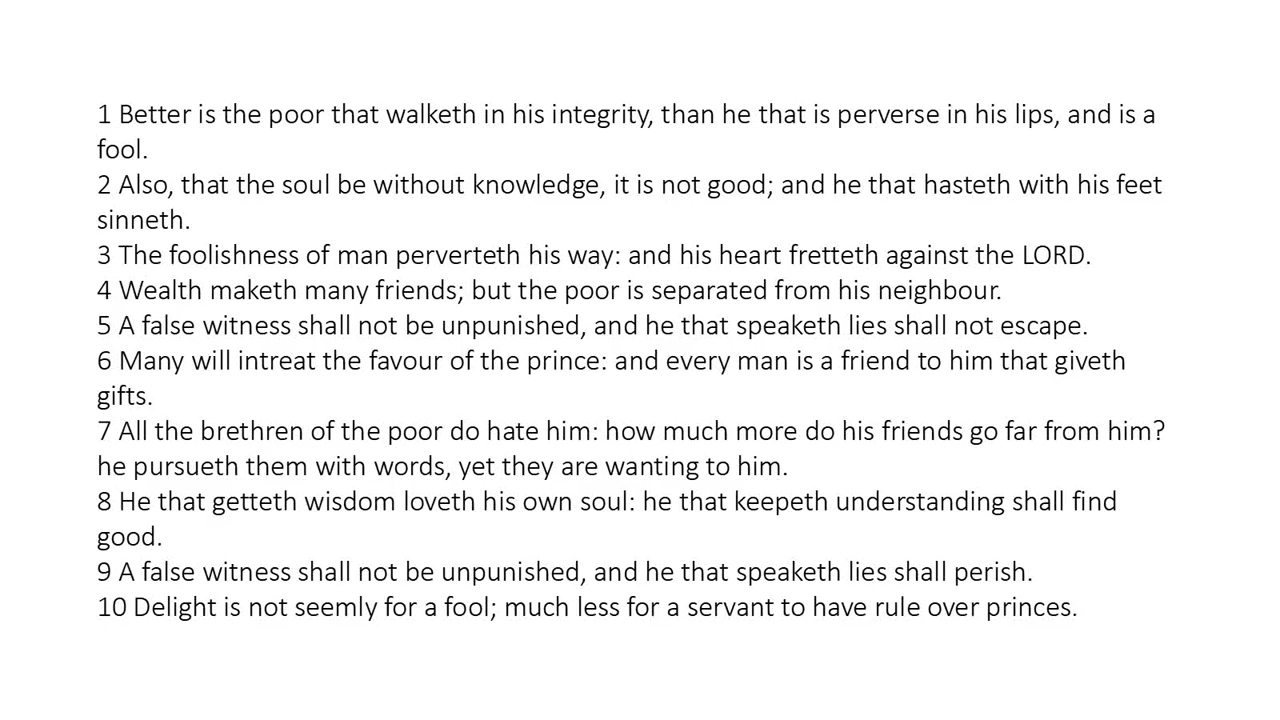 1 Better is the poor that walketh in his integrity, than he that is perverse in his lips, and is a
fool.
2 Also, that the soul be without knowledge, it is not good; and he that hasteth with his feet
sinneth.
3 The foolishness of man perverteth his way: and his heart fretteth against the LORD.
4 Wealth maketh many friends; but the poor is separated from his neighbour.
5 A false witness shall not be unpunished, and he that speaketh lies shall not escape.
6 Many will intreat the favour of the prince: and every man is a friend to him that giveth
gifts.
7 All the brethren of the poor do hate him: how much more do his friends go far from him?
he pursueth them with words, yet they are wanting to him.
8 He that getteth wisdom loveth his own soul: he that keepeth understanding shall find
good.
9 A false witness shall not be unpunished, and he that speaketh lies shall perish.
10 Delight is not seemly for a fool; much less for a servant to have rule over princes.